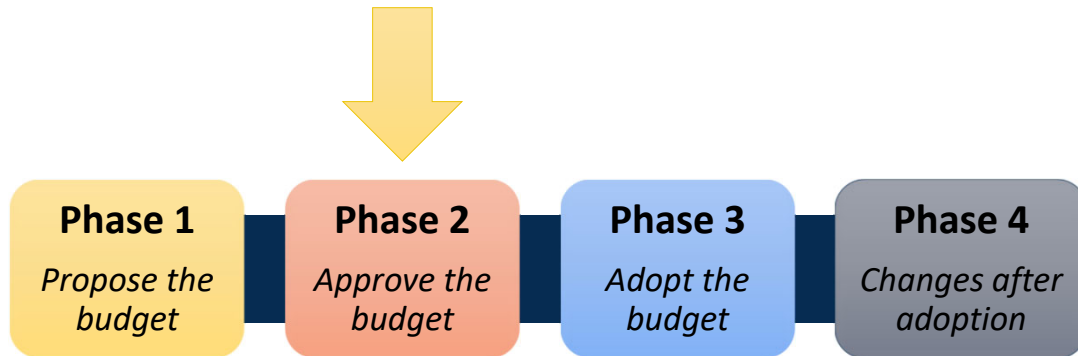 Phase 1
Propose the
budget
Phase 2
Approve the
budget
Phase 3
Adopt the
budget
Phase 4
Changes after
adoption